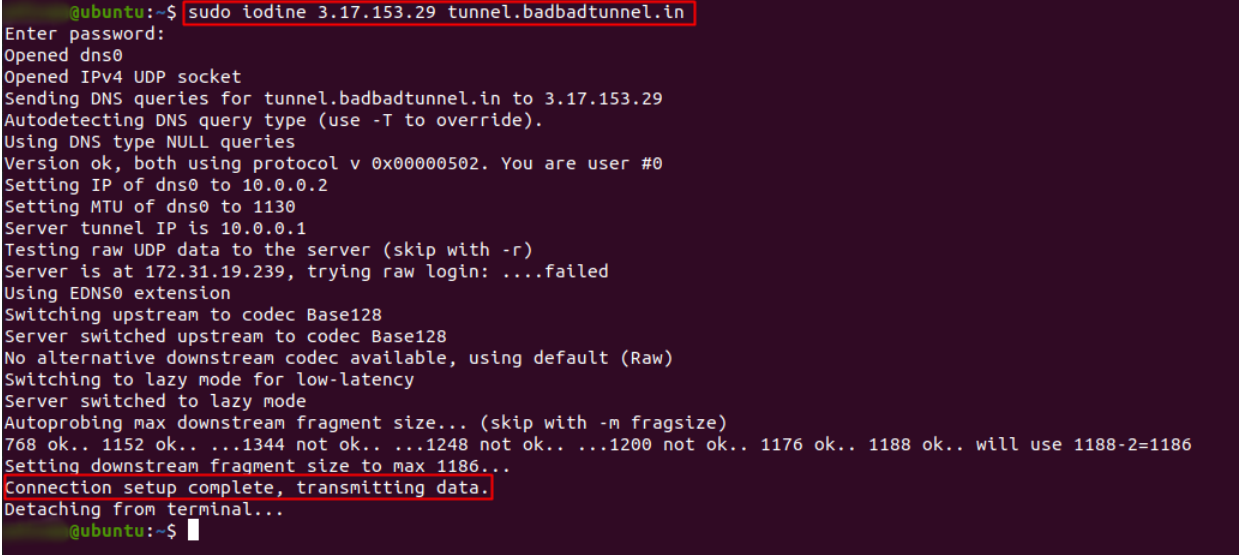 @ubuntu:~$ sudo iodine 3.17.153.29 tunnel.badbadtunnel.in
Enter password:
Opened dns0
Opened IPv4 UDP socket
Sending DNS queries for tunnel.badbadtunnel.in to 3.17.153.29
Autodetecting DNS query type (use -T to override).
Using DNS type NULL queries
Version ok, both using protocol v 0x00000502. You are user #0
Setting IP of dns0 to 10.0.0.2
Setting MTU of dns0 to 1130
Server tunnel IP is 10.0.0.1
Testing raw UDP data to the server (skip with -r)
Server is at 172.31.19.239, trying raw login: ....failed
Using EDNS0 extension
Switching upstream to codec Base128
Server switched upstream to codec Base128
No alternative downstream codec available, using default (Raw)
Switching to lazy mode for low-latency
Server switched to lazy mode
Autoprobing max downstream fragment size... (skip with -m fragsize)
768 ok.. 1152 ok.. ...1344 not ok.. ...1248 not ok.. ...1200 not ok.. 1176 ok.. 1188 ok.. will use 1188-2=1186
Setting downstream fragment size to max 1186...
Connection setup complete, transmitting data.
Detaching from terminal...
@ubuntu:~$